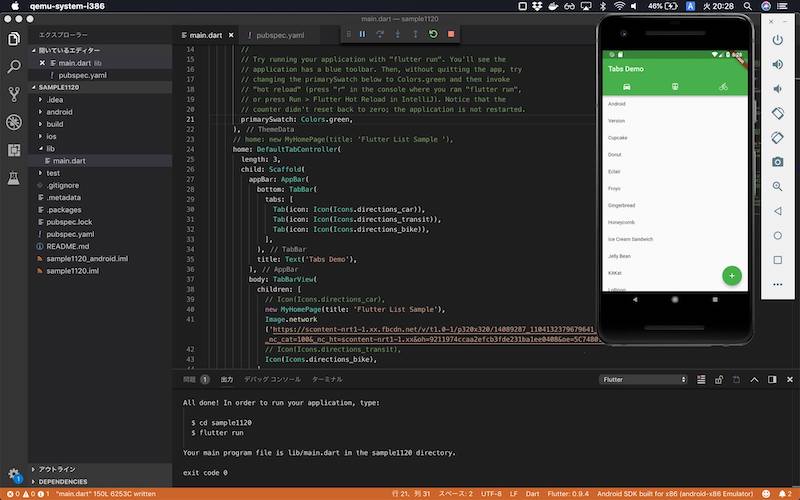 qemu-system-i386
46%
火 20:28
main.dart — sample1120
エクスプローラー
開いているエディター
main.dart lib
pubspec.yaml
SAMPLE1120
.idea
android
build
ios
lib
main.dart
test
.gitignore
.metadata
.packages
pubspec.lock
pubspec.yaml
README.md
sample1120_android.iml
sample1120.iml
アウトライン
DEPENDENCIES
main.dart
pubspec.yaml
14 //
15 // Try running your application with "flutter run". You'll see the
16 // application has a blue toolbar. Then, without quitting the app, try
17 // changing the primarySwatch below to Colors.green and then invoke
18 // "hot reload" (press "r" in the console where you ran "flutter run",
19 // or press Run > Flutter Hot Reload in IntelliJ). Notice that the
20 // counter didn't reset back to zero; the application is not restarted.
21 primarySwatch: Colors.green,
22 ), // ThemeData
23 // home: new MyHomePage(title: 'Flutter List Sample '),
24 home: DefaultTabController(
25 length: 3,
26 child: Scaffold(
27 appBar: AppBar(
28 bottom: TabBar(
29 tabs: [
30 Tab(icon: Icon(Icons.directions_car)),
31 Tab(icon: Icon(Icons.directions_transit)),
32 Tab(icon: Icon(Icons.directions_bike)),
33 ],
34 ), // TabBar
35 title: Text('Tabs Demo'),
36 ), // AppBar
37 body: TabBarView(
38 children: [
39 // Icon(Icons.directions_car),
40 new MyHomePage(title: 'Flutter List Sample'),
41 Image.network
['https://scontent-nrt1-1.xx.fbcdn.net/v/t1.0-1/p320x320/14089287_1104132379679641_
_nc_cat=100&_nc_ht=scontent-nrt1-1.xx&oh=9211974ccaa2efcb3fde231ba1ee0408&oe=5C7480
42 // Icon(Icons.directions_transit),
43 Icon(Icons.directions_bike),
問題 1
出力
デバッグ コンソール
ターミナル
Flutter
All done! In order to run your application, type:
$ cd sample1120
$ flutter run
Your main program file is lib/main.dart in the sample1120 directory.
exit code 0
8:28
Tabs Demo
Android
Version
Cupcake
Donut
Eclair
Froyo
Gingerbread
Honeycomb
Ice Cream Sandwich
Jelly Bean
KitKat
Lollipop
0 0 1 "main.dart" 150L 6253C written
行 21、列 31
スペース: 2
UTF-8
LF
Dart
Flutter: 0.9.4
Android SDK built for x86 (android-x86 Emulator)
2